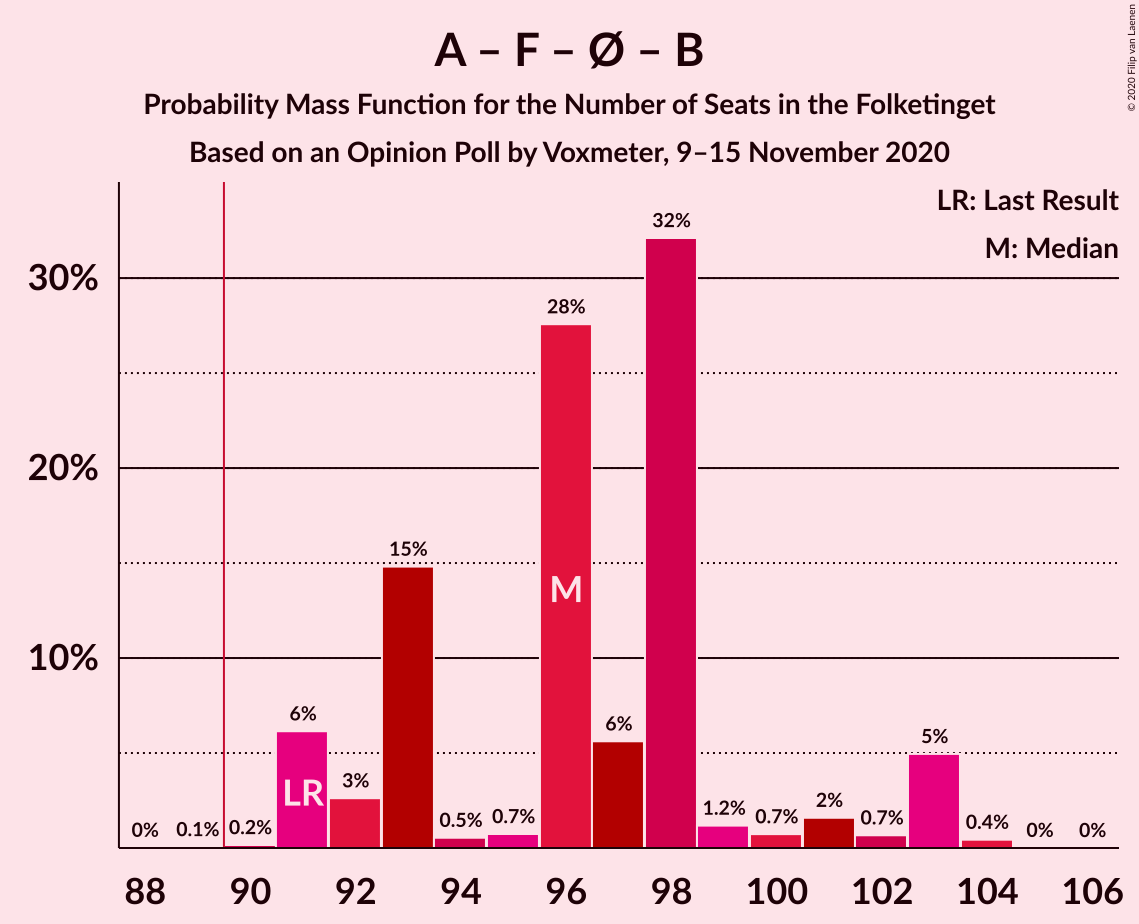 A – F – Ø – B
Probability Mass Function for the Number of Seats in the Folketinget
Based on an Opinion Poll by Voxmeter, 9–15 November 2020
© 2020 Filip van Laenen
LR: Last Result
M: Median
30%
20%
10%
0%
0.1%
0.2%
6%
3%
15%
0.5%
0.7%
28%
6%
32%
1.2%
0.7%
2%
0.7%
5%
0.4%
0%
0%
LR
M
88 90 92 94 96 98 100 102 104 106